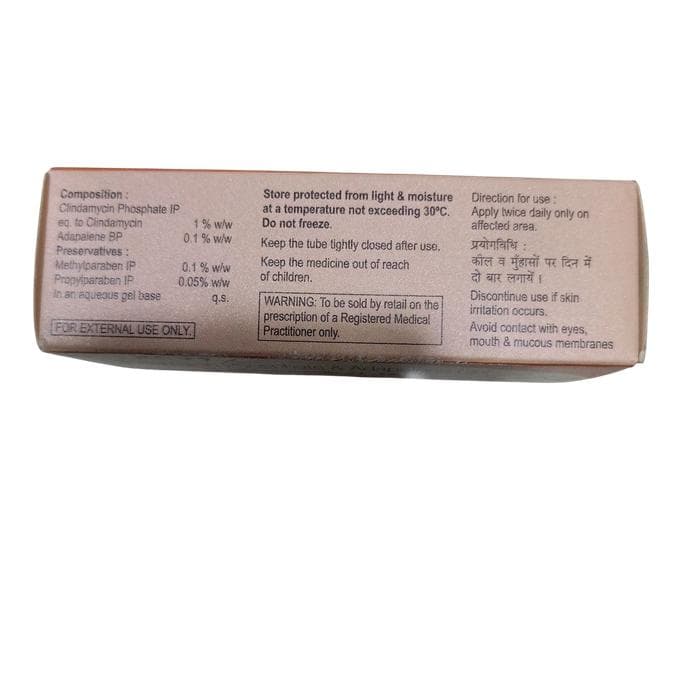 Composition :
Clindamycin Phosphate IP
eq. to Clindamycin 1 % w/w
Adapalene BP 0.1 % w/w
Preservatives :
Methylparaben IP 0.1 % w/w
Propylparaben IP 0.05% w/w
In an aqueous gel base q.s.
FOR EXTERNAL USE ONLY.
Store protected from light & moisture
at a temperature not exceeding 30°C.
Do not freeze.
Keep the tube tightly closed after use.
Keep the medicine out of reach
of children.
WARNING: To be sold by retail on the
prescription of a Registered Medical
Practitioner only.
Direction for use :
Apply twice daily only on
affected area.
प्रयोगविधि :
कील व मुँहासों पर दिन में
दो बार लगायें ।
Discontinue use if skin
irritation occurs.
Avoid contact with eyes,
mouth & mucous membranes